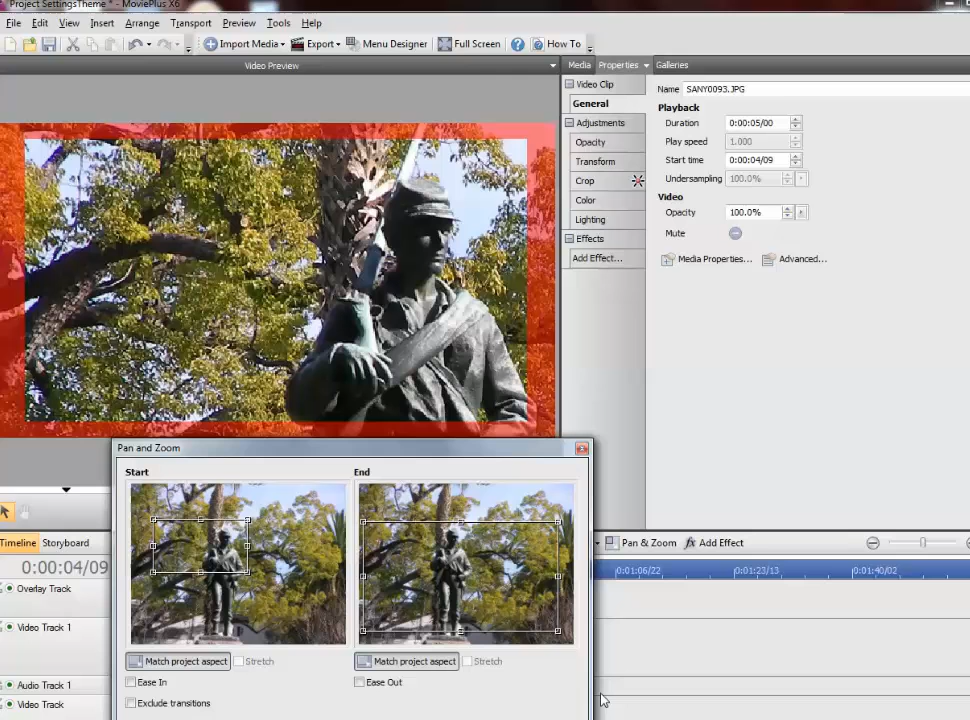 Project SettingsTheme * - MoviePlus X6
File Edit View Insert Arrange Transport Preview Tools Help
Import Media Export Menu Designer Full Screen How To
Video Preview
Media Properties Galleries
Video Clip
General
Adjustments
Opacity
Transform
Crop
Color
Lighting
Effects
Add Effect...
Name SANY0093.JPG
Playback
Duration 0:00:05/00
Play speed 1.000
Start time 0:00:04/09
Undersampling 100.0%
Video
Opacity 100.0%
Mute
Media Properties... Advanced...
Pan and Zoom
Start End
Match project aspect Stretch Match project aspect Stretch
Ease In Ease Out
Exclude transitions
Timeline Storyboard
Pan & Zoom fx Add Effect
0:00:04/09
0:01:06/22 0:01:23/13 0:01:40/02
Overlay Track
Video Track 1
Audio Track 1
Video Track